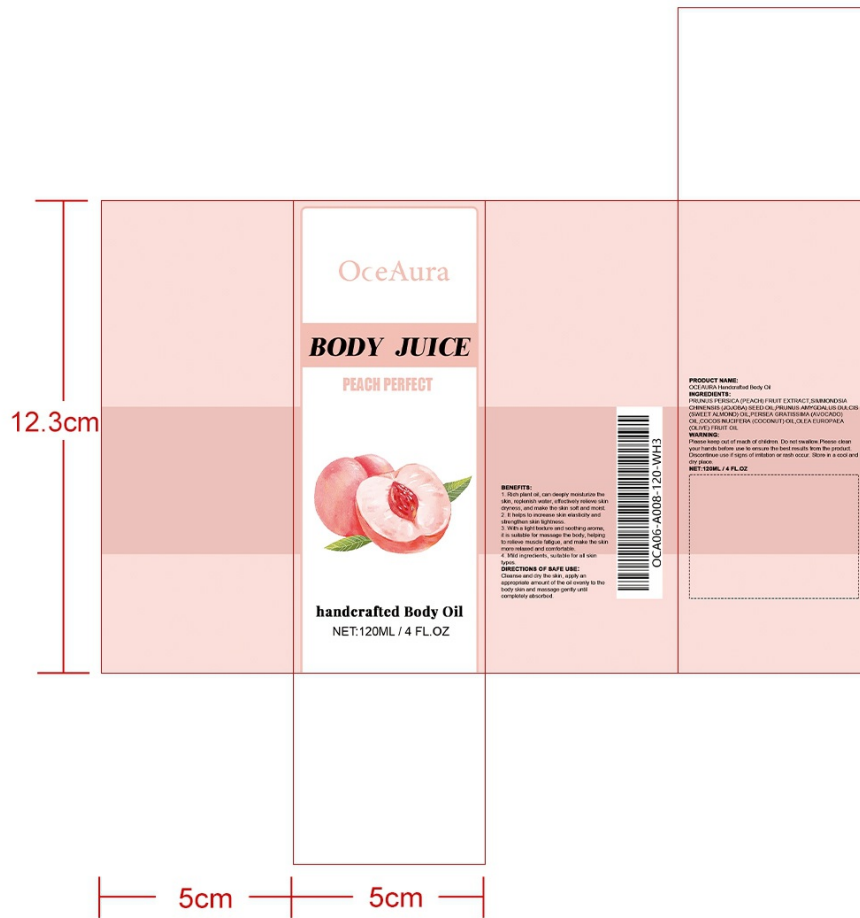 OceAura
BODY JUICE
PEACH PERFECT
handcrafted Body Oil
NET:120ML / 4 FL.OZ
12.3cm
5cm
5cm
BENEFITS:
1. Rich plant oil, can deeply moisturize the
skin, replenish water, effectively relieve skin
dryness, and make the skin soft and moist.
2. It helps to increase skin elasticity and
strengthen skin tightness.
3. With a light texture and soothing aroma,
it is suitable for massage the body, helping
to relieve muscle fatigue, and make the skin
more relaxed and comfortable.
4. Mild ingredients, suitable for all skin
types.
DIRECTIONS OF SAFE USE:
Cleanse and dry the skin, apply an
appropriate amount of the oil evenly to the
body skin and massage gently until
completely absorbed.
OCA06-A008-120-WH3
PRODUCT NAME:
OCEAURA Handcrafted Body Oil
INGREDIENTS:
PRUNUS PERSICA (PEACH) FRUIT EXTRACT,SIMMONDSIA
CHINENSIS (JOJOBA) SEED OIL,PRUNUS AMYGDALUS DULCIS
(SWEET ALMOND) OIL,PERSEA GRATISSIMA (AVOCADO)
OIL,COCOS NUCIFERA (COCONUT) OIL,OLEA EUROPAEA
(OLIVE) FRUIT OIL
WARNING:
Please keep out of reach of children. Do not swallow. Please clean
your hands before use to ensure the best results from the product.
Discontinue use if signs of irritation or rash occur. Store in a cool and
dry place.
NET:120ML / 4 FL.OZ